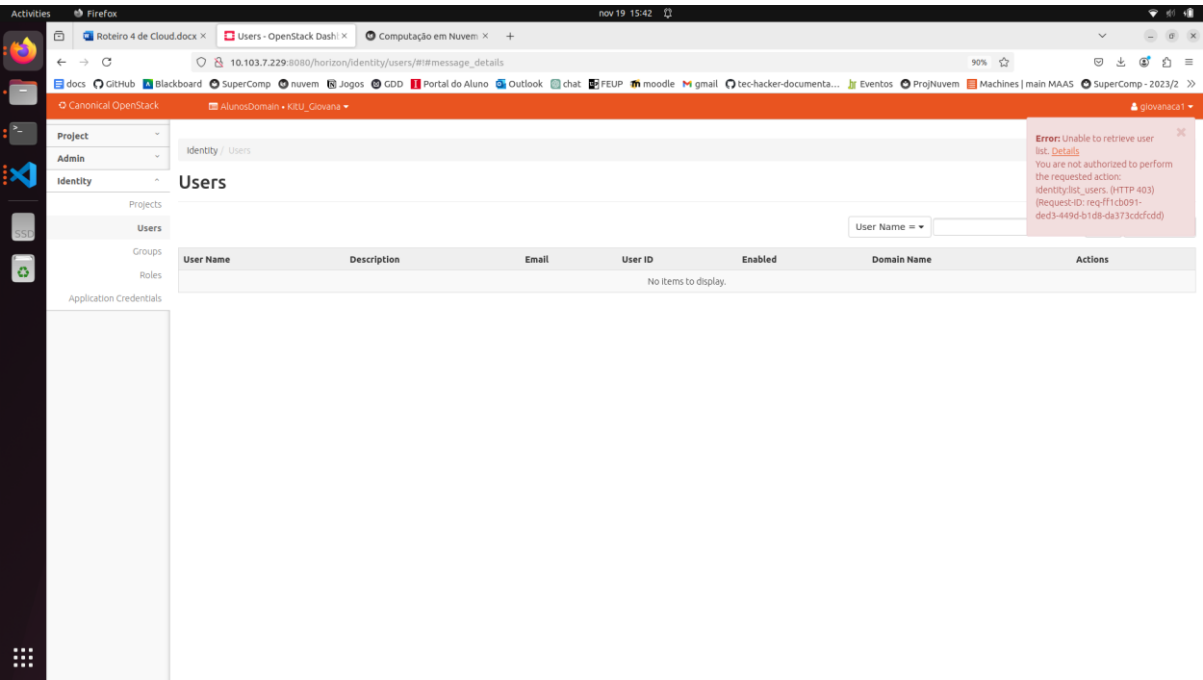 Activities
Firefox
nov 19 15:42
Roteiro 4 de Cloud.docx ×
Users - OpenStack Dash ×
Computação em Nuvem ×
10.103.7.229:8080/horizon/identity/users/#!#message_details
90%
docs GitHub Blackboard SuperComp nuvem Jogos GDD Portal do Aluno Outlook chat FEUP moodle gmail tec-hacker-documenta... Eventos ProjNuvem Machines | main MAAS SuperComp - 2023/2
Canonical OpenStack
AlunosDomain • KitU_Giovana
giovanaca1
Project
Admin
Identity
Projects
Users
Groups
Roles
Application Credentials
Identity / Users
Users
Error: Unable to retrieve user
list. Details
You are not authorized to perform
the requested action:
identity:list_users. (HTTP 403)
(Request-ID: req-ff1cb091-
ded3-449d-b1d8-da373cdcfcdd)
User Name =
User Name Description Email User ID Enabled Domain Name Actions
No items to display.
SSD